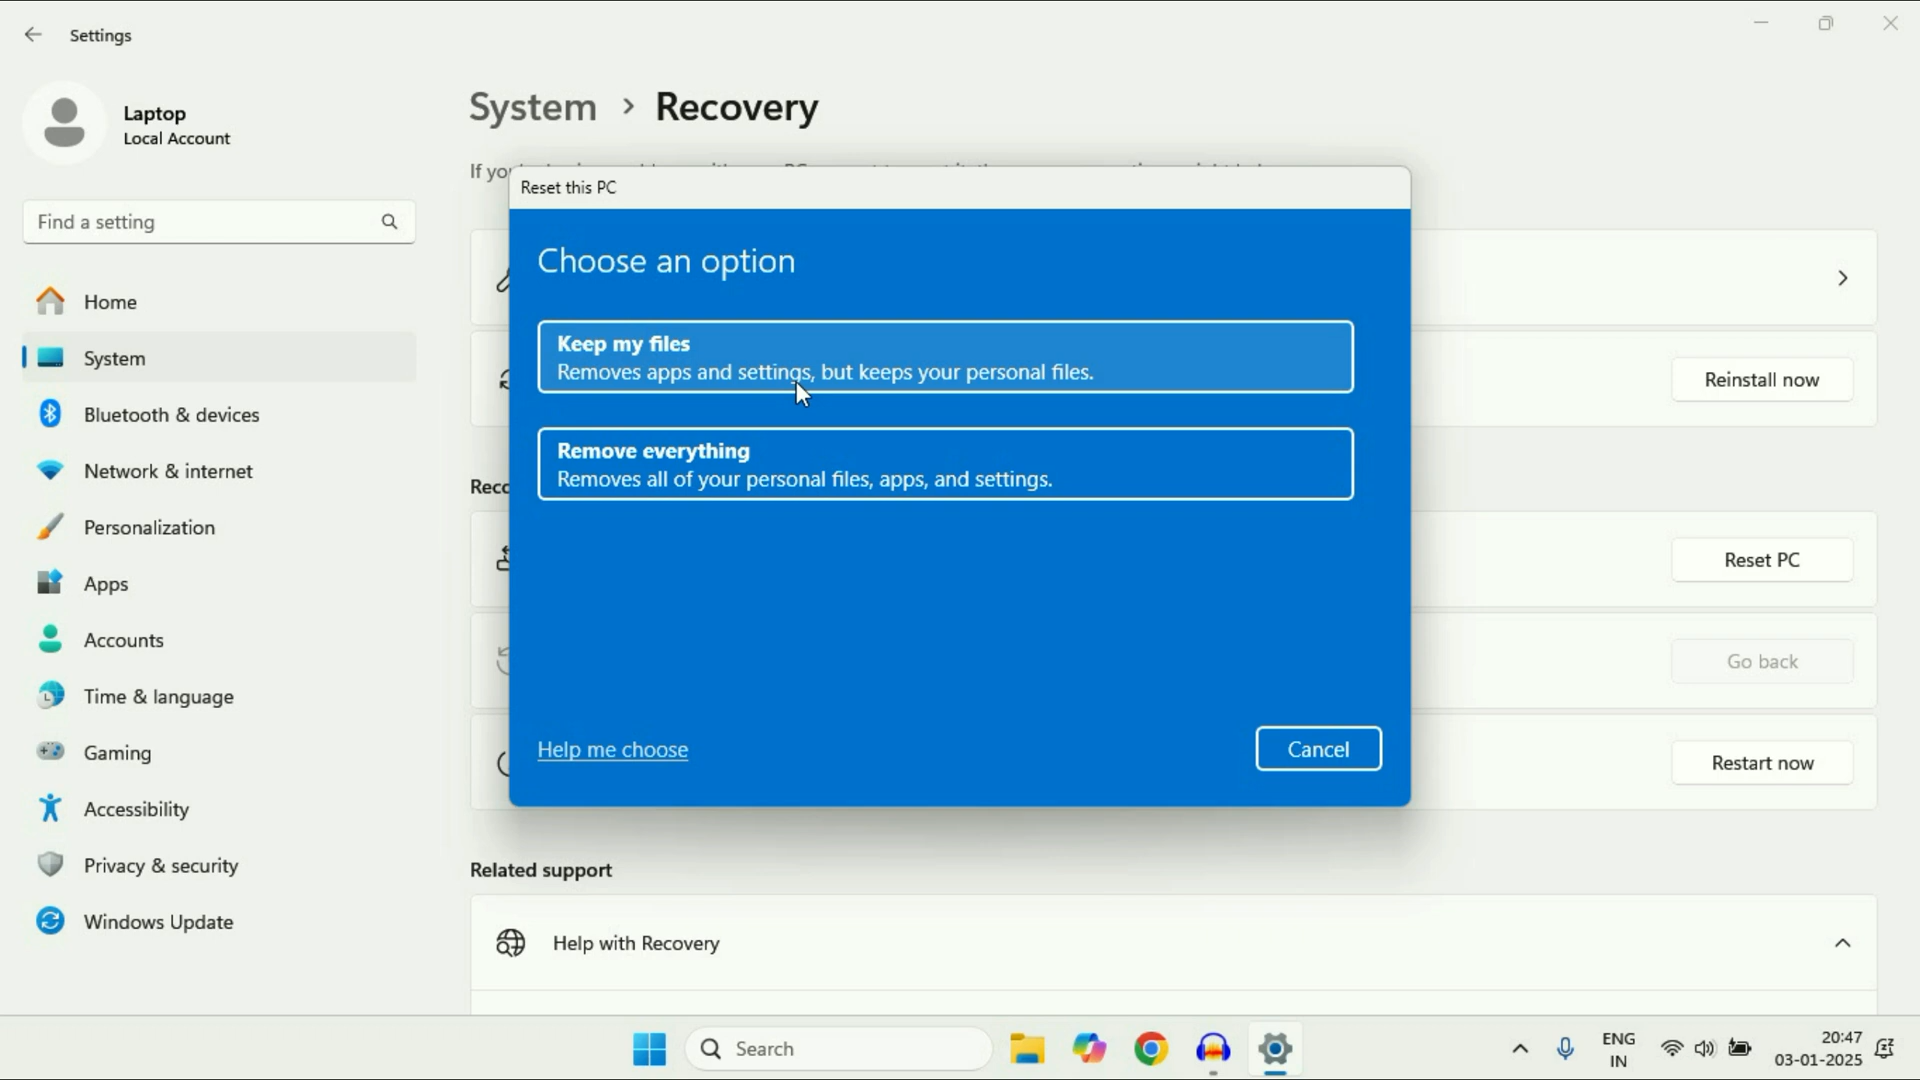 Settings
Laptop
Local Account
Find a setting
Home
System
Bluetooth & devices
Network & internet
Personalization
Apps
Accounts
Time & language
Gaming
Accessibility
Privacy & security
Windows Update
System > Recovery
If you
Reset this PC
Choose an option
Keep my files
Removes apps and settings, but keeps your personal files.
Remove everything
Removes all of your personal files, apps, and settings.
Help me choose
Cancel
Reinstall now
Reco
Reset PC
Go back
Restart now
Related support
Help with Recovery
Search
ENG
IN
20:47
03-01-2025